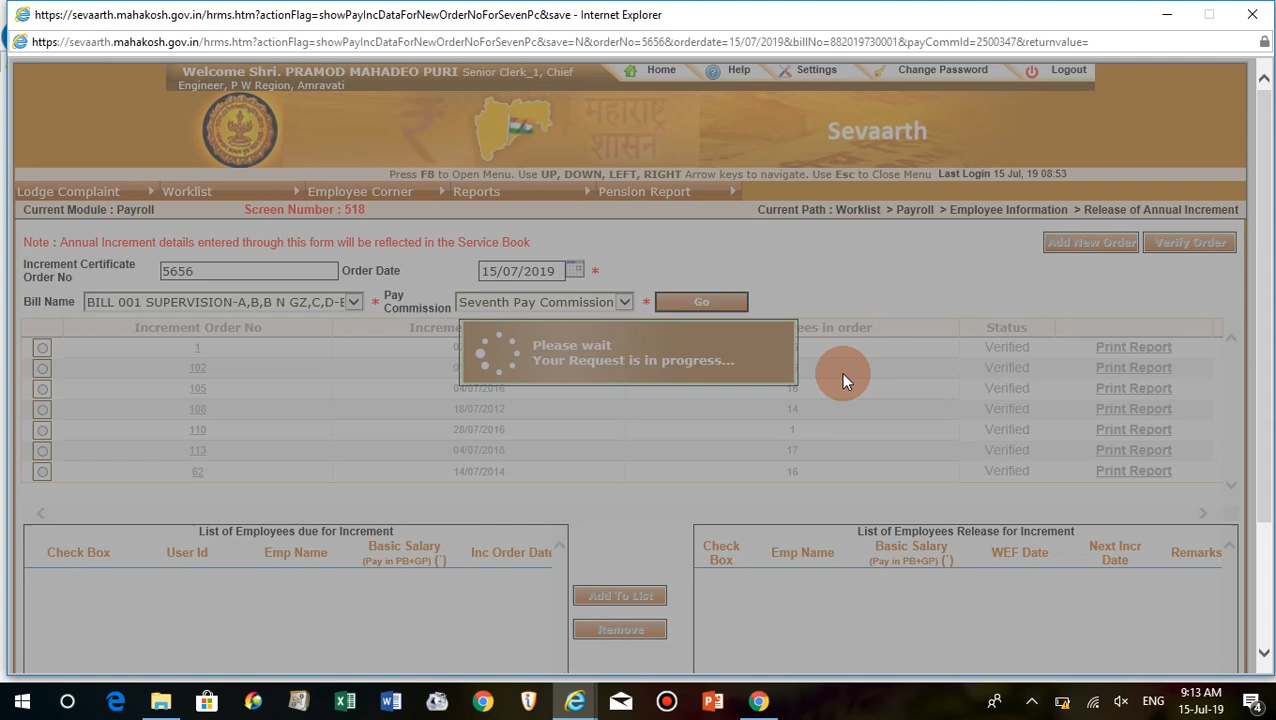 https://sevaarth.mahakosh.gov.in/hrms.htm?actionFlag=showPayIncDataForNewOrderNoForSevenPc&save - Internet Explorer
https://sevaarth.mahakosh.gov.in/hrms.htm?actionFlag=showPayIncDataForNewOrderNoForSevenPc&save=N&orderNo=5656&orderdate=15/07/2019&billNo=882019730001&payCommId=2500347&returnvalue=
Welcome Shri. PRAMOD MAHADEO PURI Senior Clerk_1, Chief
Engineer, P W Region, Amravati
Home Help Settings Change Password Logout
महाराष्ट्र
शासन
Sevaarth
Press F8 to Open Menu. Use UP, DOWN, LEFT, RIGHT Arrow keys to navigate. Use Esc to Close Menu Last Login 15 Jul, 19 08:53
Lodge Complaint Worklist Employee Corner Reports Pension Report
Current Module : Payroll Screen Number : 518 Current Path : Worklist > Payroll > Employee Information > Release of Annual Increment
Note : Annual Increment details entered through this form will be reflected in the Service Book Add New Order Verify Order
Increment Certificate
Order No 5656 Order Date 15/07/2019 *
Bill Name BILL 001 SUPERVISION-A,B,B N GZ,C,D-E * Pay
Commission Seventh Pay Commission * Go
Increment Order No Increme ees in order Status
1 Verified Print Report
102 Verified Print Report
105 04/07/2016 16 Verified Print Report
108 18/07/2012 14 Verified Print Report
110 28/07/2016 1 Verified Print Report
113 04/07/2018 17 Verified Print Report
62 14/07/2014 16 Verified Print Report
Please wait
Your Request is in progress...
List of Employees due for Increment
Check Box User Id Emp Name Basic Salary
(Pay in PB+GP) (`) Inc Order Date
Add To List
Remove
List of Employees Release for Increment
Check
Box Emp Name Basic Salary
(Pay in PB+GP) (`) WEF Date Next Incr
Date Remarks
ENG 9:13 AM
15-Jul-19 4